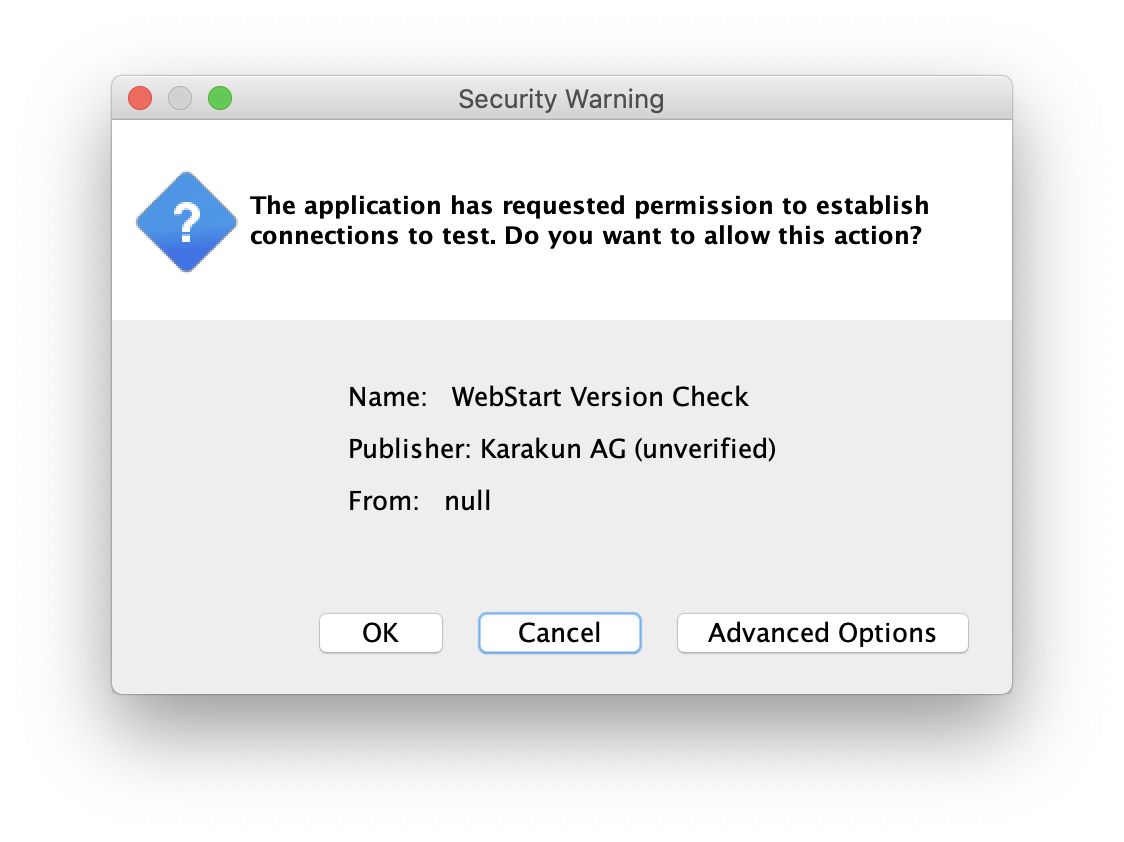 Security Warning
?
The application has requested permission to establish
connections to test. Do you want to allow this action?
Name: WebStart Version Check
Publisher: Karakun AG (unverified)
From: null
OK Cancel Advanced Options